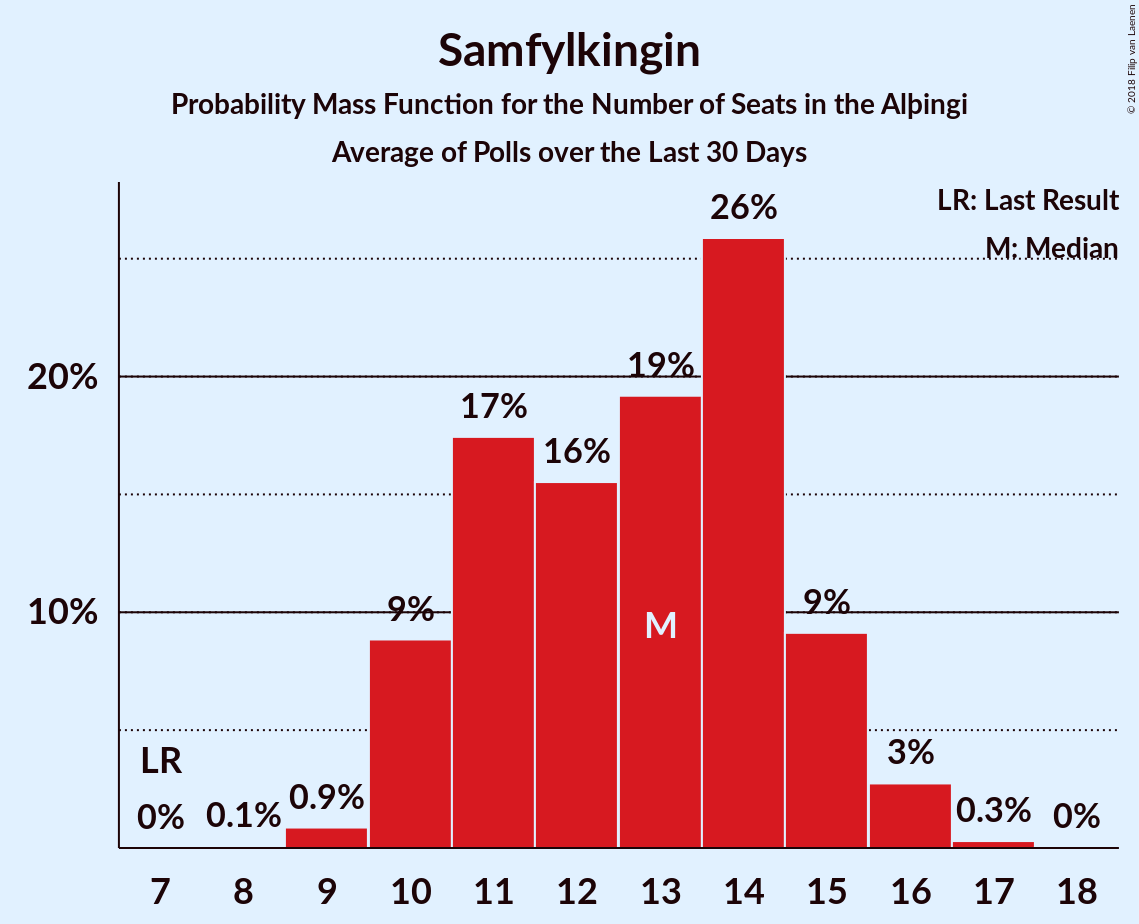 Samfylkingin
Probability Mass Function for the Number of Seats in the Alþingi
Average of Polls over the Last 30 Days
© 2018 Filip van Laenen
LR: Last Result
M: Median
26%
19%
20%
17%
16%
9%
9%
10%
M
LR
3%
0%
0.1%
0.9%
0.3%
0%
7 8 9 10 11 12 13 14 15 16 17 18